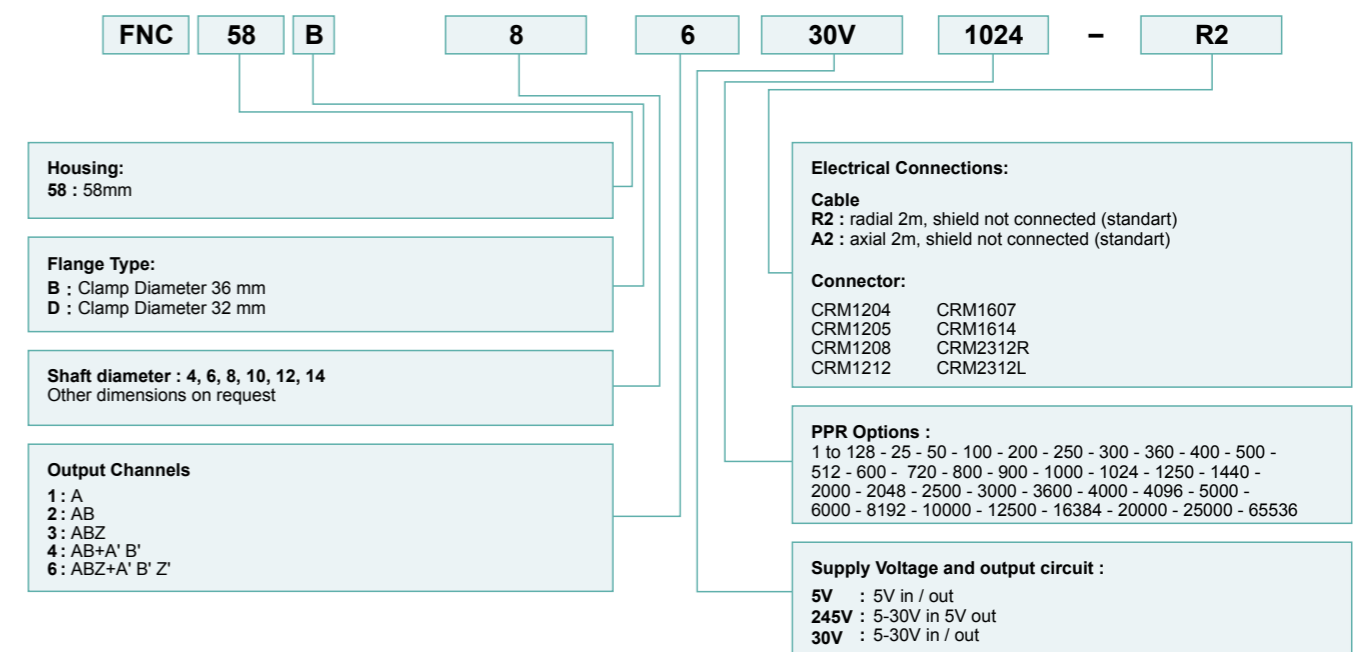 FNC 58 B 8 6 30V 1024 – R2
Housing:
58 : 58mm
Flange Type:
B : Clamp Diameter 36 mm
D : Clamp Diameter 32 mm
Shaft diameter : 4, 6, 8, 10, 12, 14
Other dimensions on request
Output Channels
1 : A
2 : AB
3 : ABZ
4 : AB+A' B'
6 : ABZ+A' B' Z'
Electrical Connections:
Cable
R2 : radial 2m, shield not connected (standart)
A2 : axial 2m, shield not connected (standart)
Connector:
CRM1204 CRM1607
CRM1205 CRM1614
CRM1208 CRM2312R
CRM1212 CRM2312L
PPR Options :
1 to 128 - 25 - 50 - 100 - 200 - 250 - 300 - 360 - 400 - 500 -
512 - 600 - 720 - 800 - 900 - 1000 - 1024 - 1250 - 1440 -
2000 - 2048 - 2500 - 3000 - 3600 - 4000 - 4096 - 5000 -
6000 - 8192 - 10000 - 12500 - 16384 - 20000 - 25000 - 65536
Supply Voltage and output circuit :
5V : 5V in / out
245V : 5-30V in 5V out
30V : 5-30V in / out